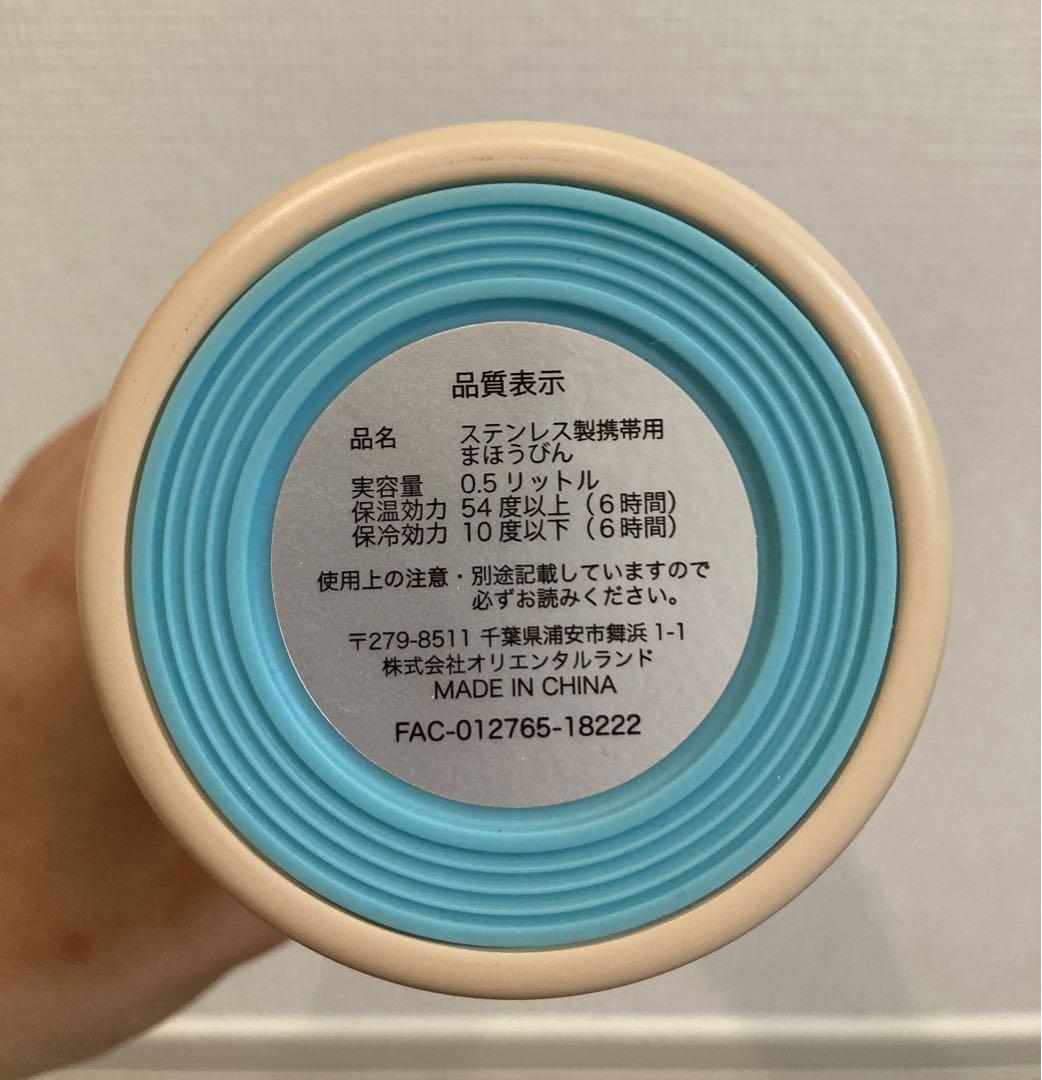 品質表示
品名 ステンレス製携帯用
まほうびん
実容量 0.5リットル
保温効力 54度以上（6時間）
保冷効力 10度以下（6時間）
使用上の注意・別途記載していますので
必ずお読みください。
〒279-8511 千葉県浦安市舞浜 1-1
株式会社オリエンタルランド
MADE IN CHINA
FAC-012765-18222